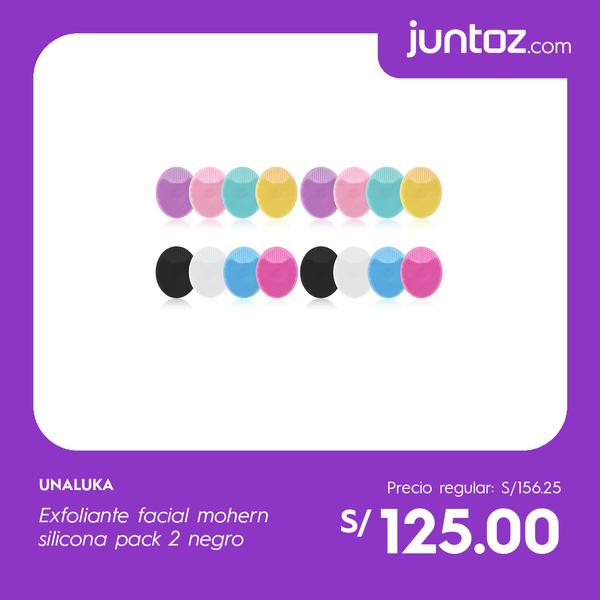 juntoz.com
UNALUKA
Exfoliante facial mohern
silicona pack 2 negro
Precio regular: S/156.25
S/125.00